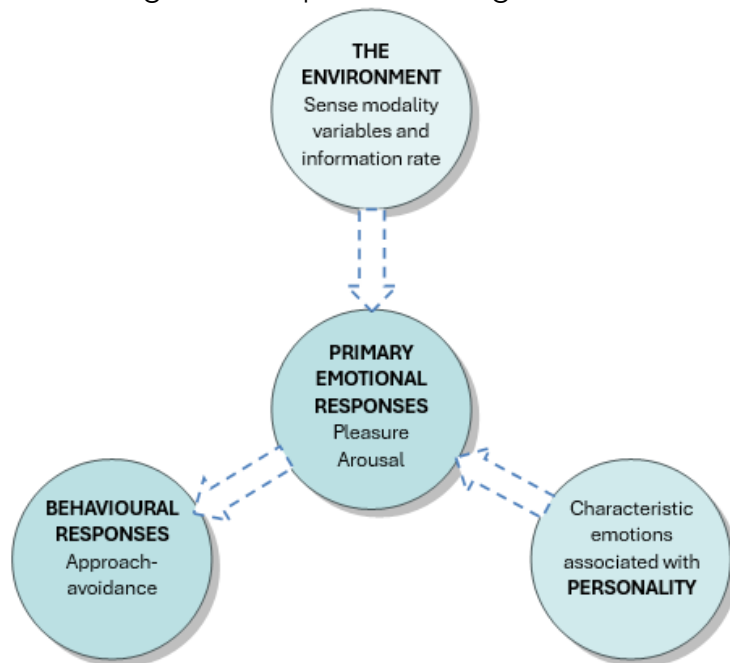 THE
ENVIRONMENT
Sense modality
variables and
information rate
PRIMARY
EMOTIONAL
RESPONSES
Pleasure
Arousal
BEHAVIOURAL
RESPONSES
Approach-
avoidance
Characteristic
emotions
associated with
PERSONALITY